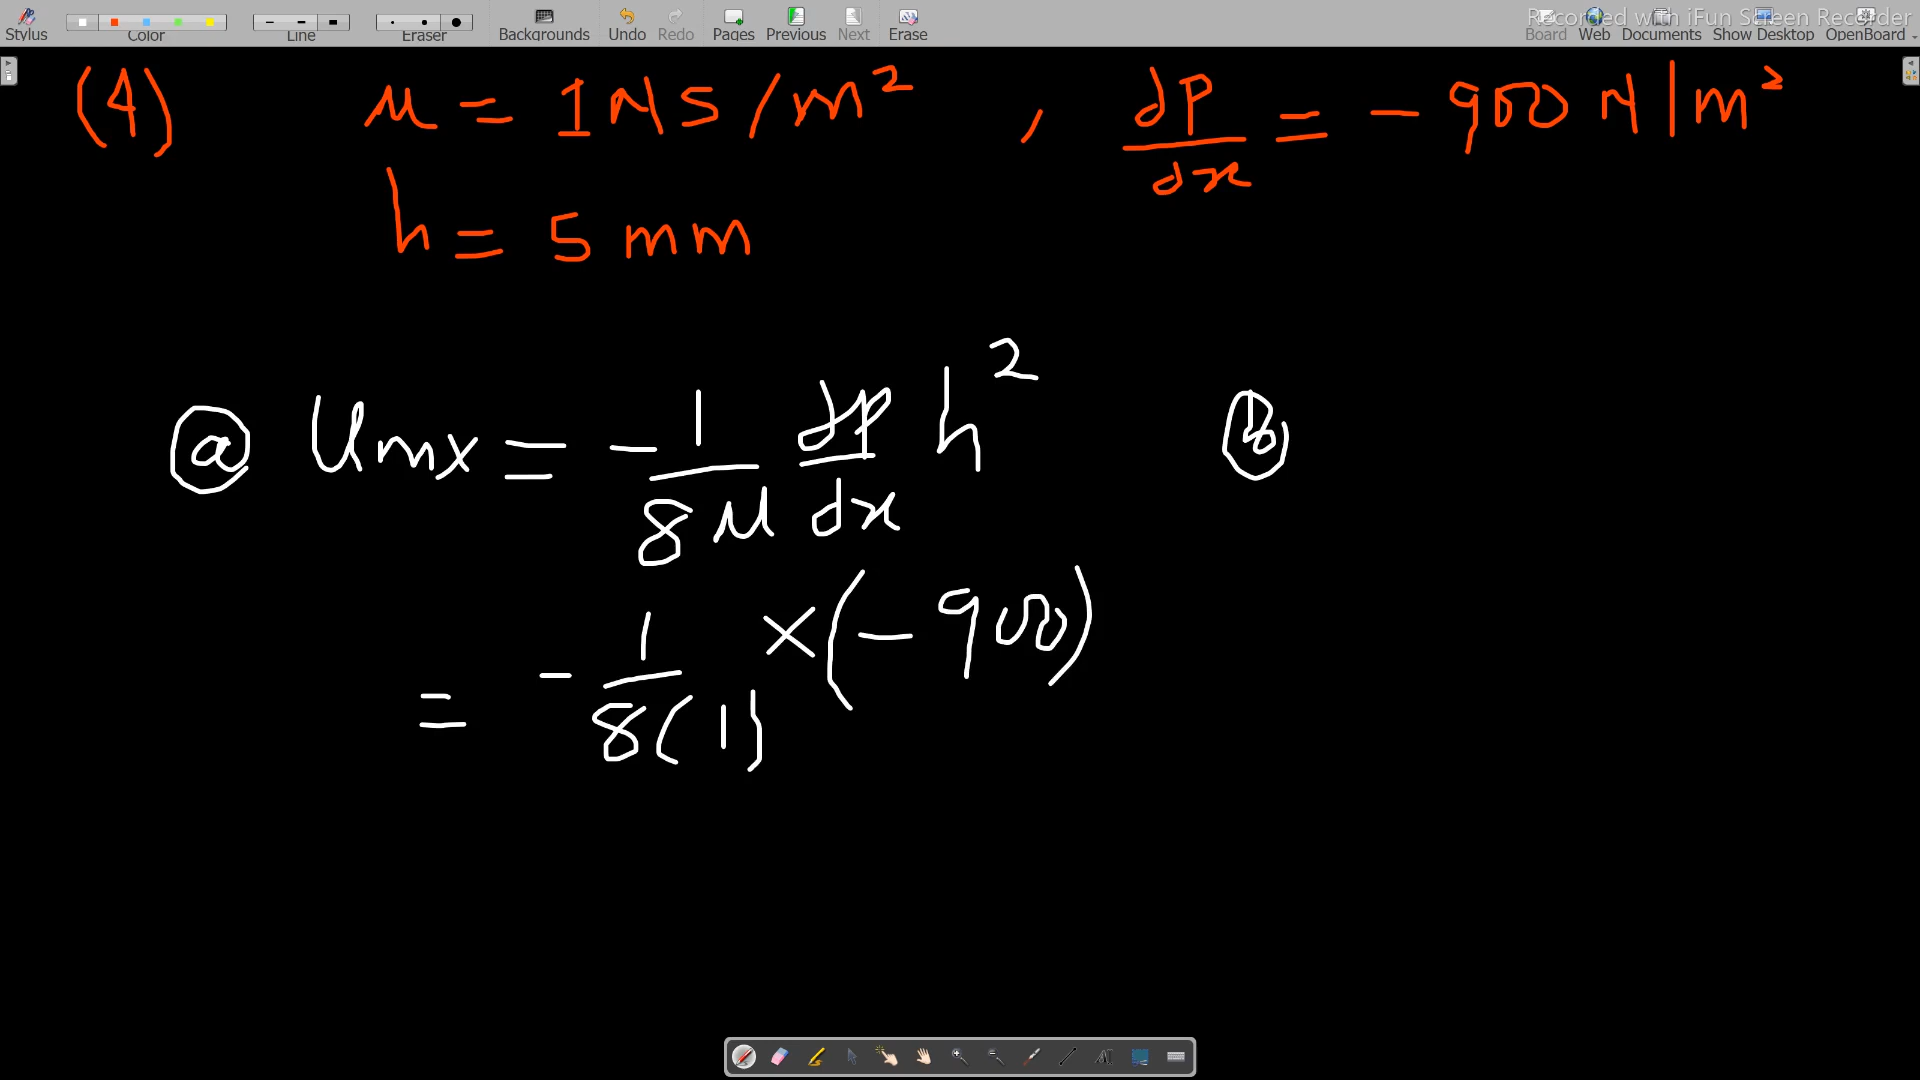 Recorded with iFun Screen Recorder
Stylus Color Line Eraser Backgrounds Undo Redo Pages Previous Next Erase Board Web Documents Show Desktop OpenBoard
(4) μ = 1 NS/m² , dP/dx = - 900 N/m²
h = 5 mm
ⓐ Umx = - 1/8μ dP/dx h² ⓑ
= - 1/8(1) × (- 900)